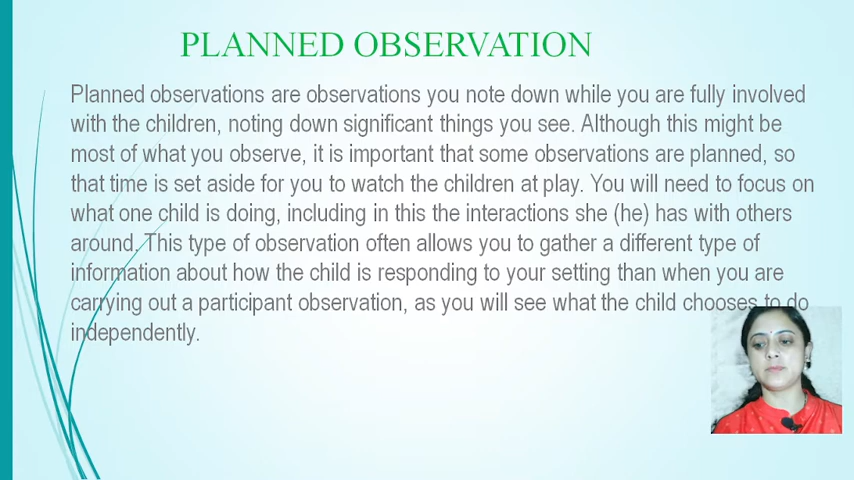 PLANNED OBSERVATION
Planned observations are observations you note down while you are fully involved
with the children, noting down significant things you see. Although this might be
most of what you observe, it is important that some observations are planned, so
that time is set aside for you to watch the children at play. You will need to focus on
what one child is doing, including in this the interactions she (he) has with others
around. This type of observation often allows you to gather a different type of
information about how the child is responding to your setting than when you are
carrying out a participant observation, as you will see what the child chooses to do
independently.